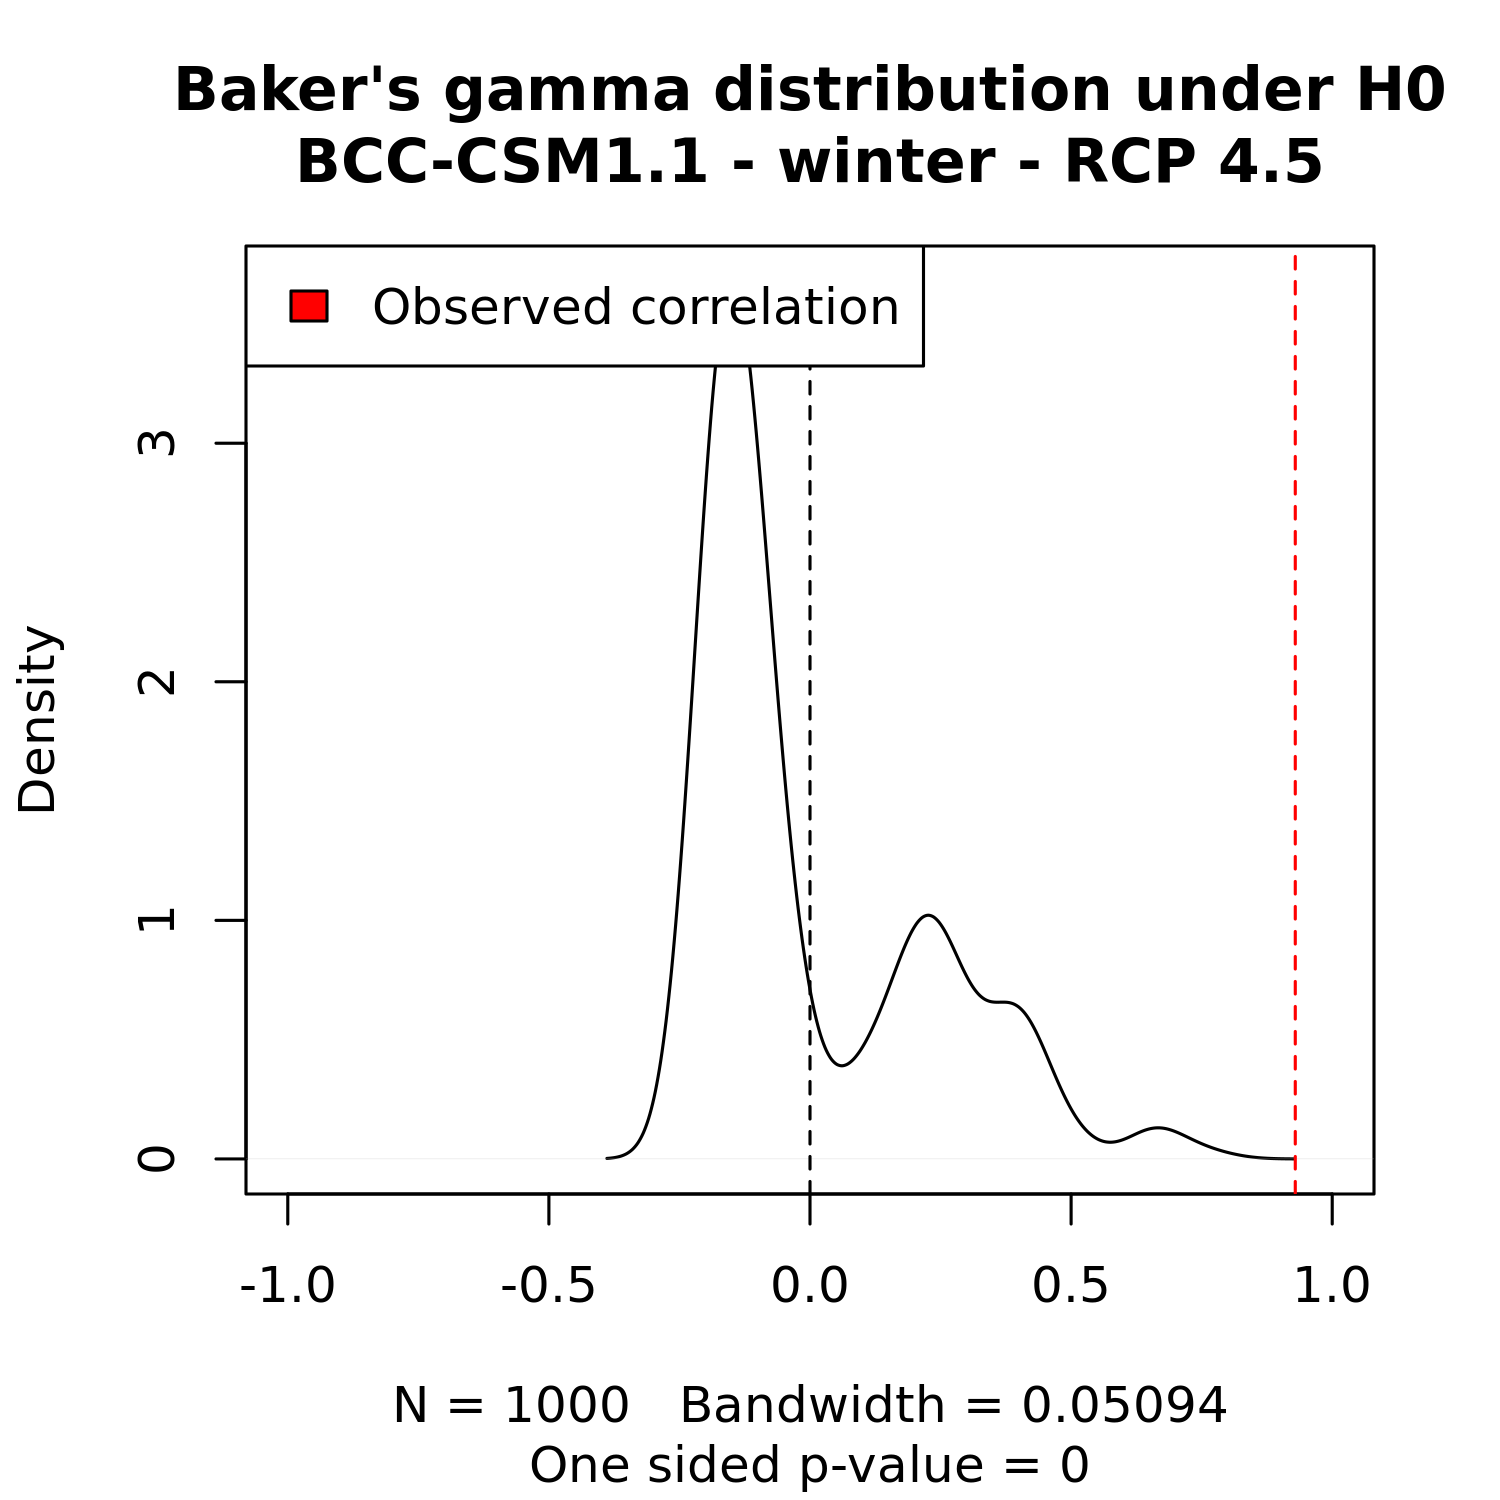 Baker's gamma distribution under H0
BCC-CSM1.1 - winter - RCP 4.5
Observed correlation
Density
3
2
1
0
-1.0 -0.5 0.0 0.5 1.0
N = 1000 Bandwidth = 0.05094
One sided p-value = 0